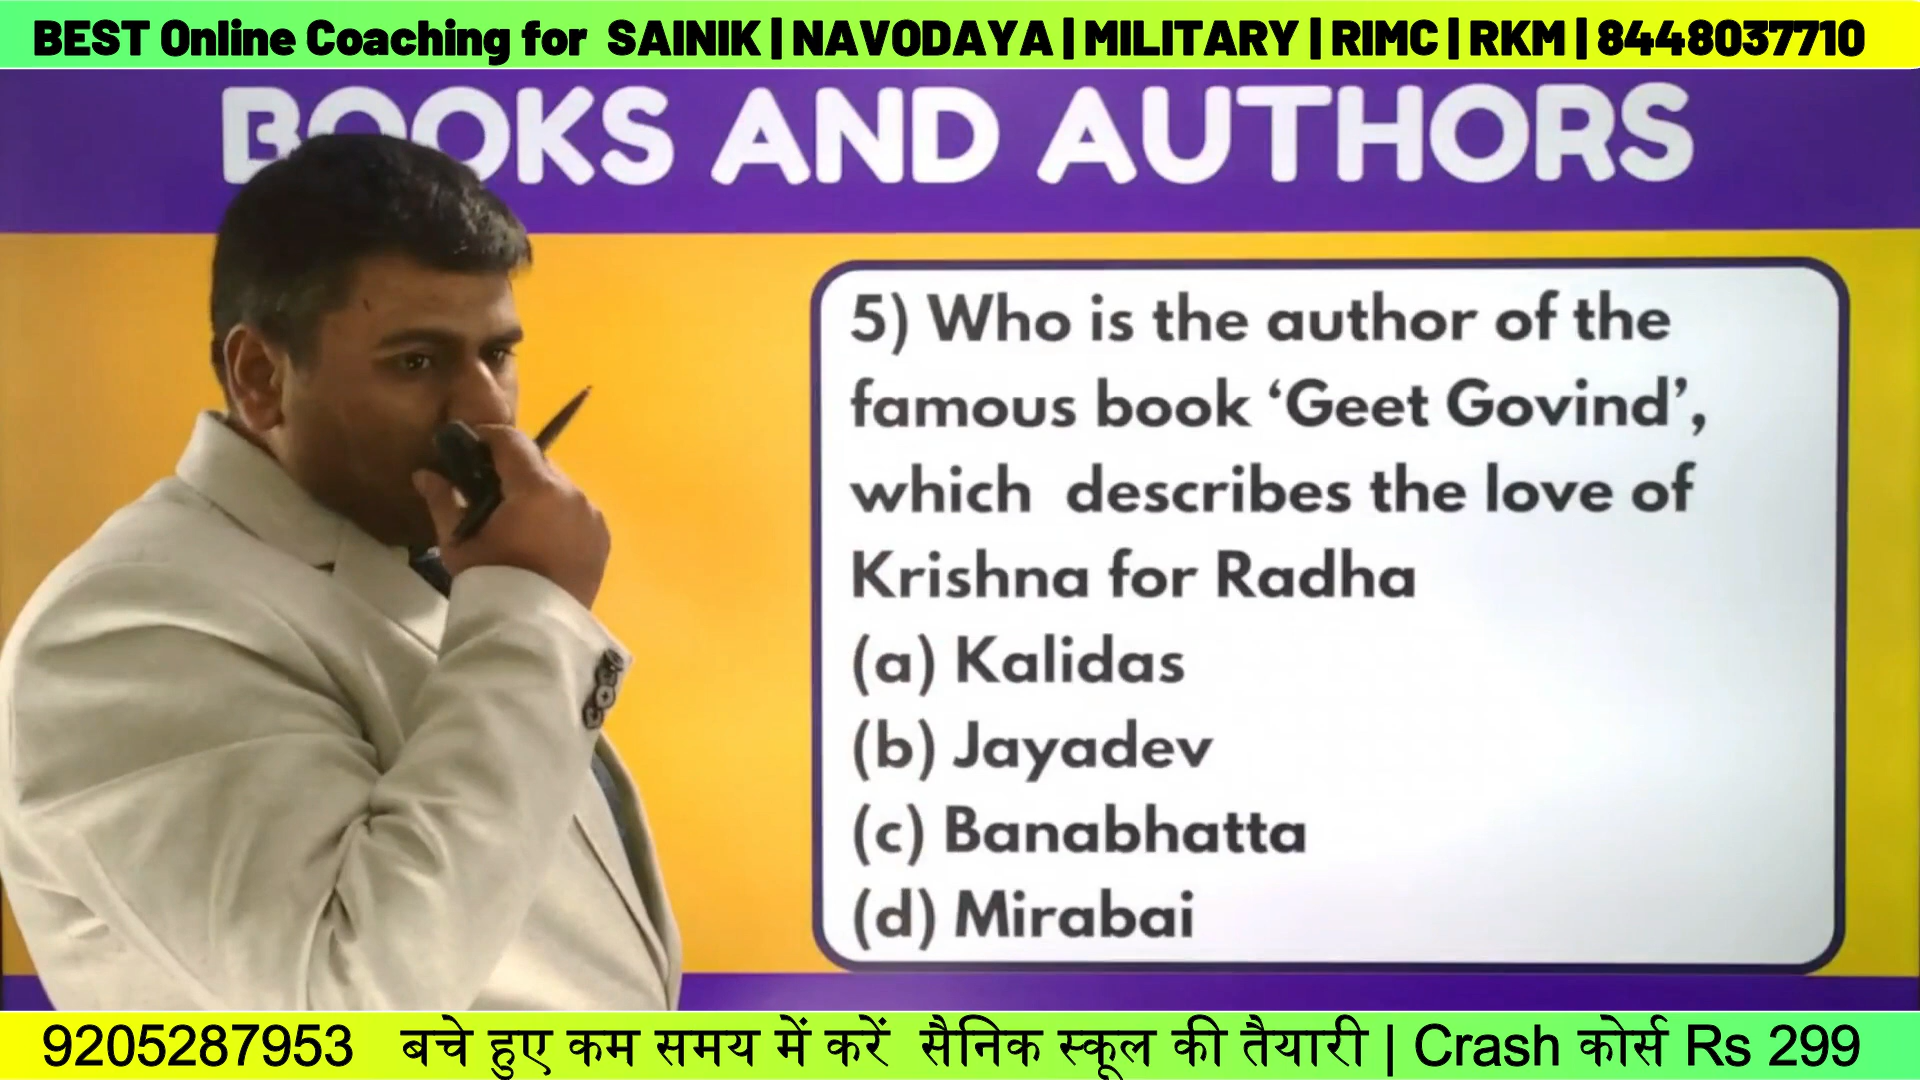 BEST Online Coaching for SAINIK | NAVODAYA | MILITARY | RIMC | RKM | 8448037710
BOOKS AND AUTHORS
5) Who is the author of the
famous book ‘Geet Govind’,
which describes the love of
Krishna for Radha
(a) Kalidas
(b) Jayadev
(c) Banabhatta
(d) Mirabai
9205287953 बचे हुए कम समय में करें सैनिक स्कूल की तैयारी | Crash कोर्स Rs 299